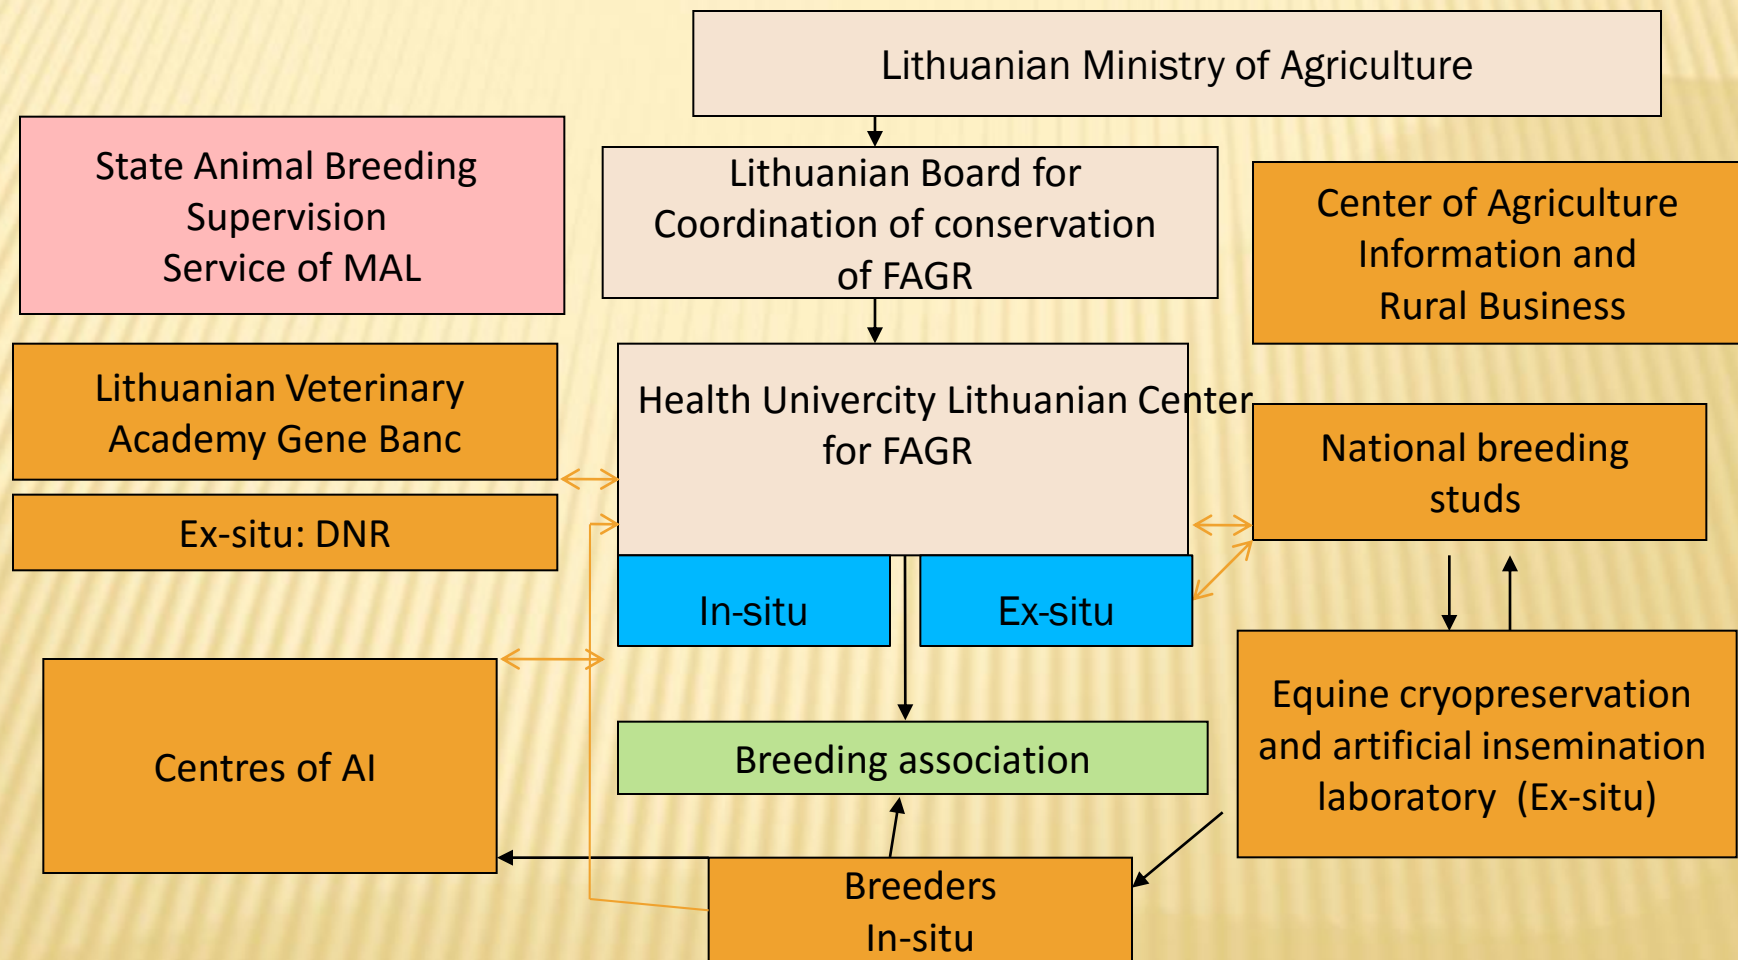 Lithuanian Ministry of Agriculture
State Animal Breeding
Supervision
Service of MAL
Lithuanian Board for
Coordination of conservation
of FAGR
Center of Agriculture
Information and
Rural Business
Lithuanian Veterinary
Academy Gene Banc
Health Univercity Lithuanian Center
for FAGR
National breeding
studs
Ex-situ: DNR
In-situ
Ex-situ
Centres of AI
Breeding association
Equine cryopreservation
and artificial insemination
laboratory (Ex-situ)
Breeders
In-situ